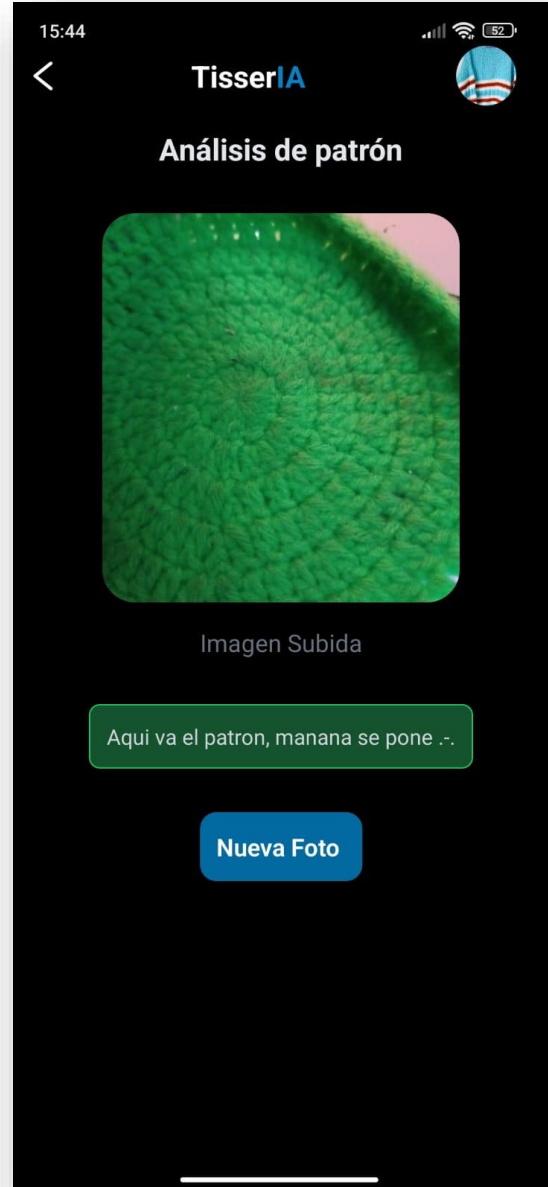 15:44
52
TisserIA
Análisis de patrón
Imagen Subida
Aqui va el patron, manana se pone .-.
Nueva Foto